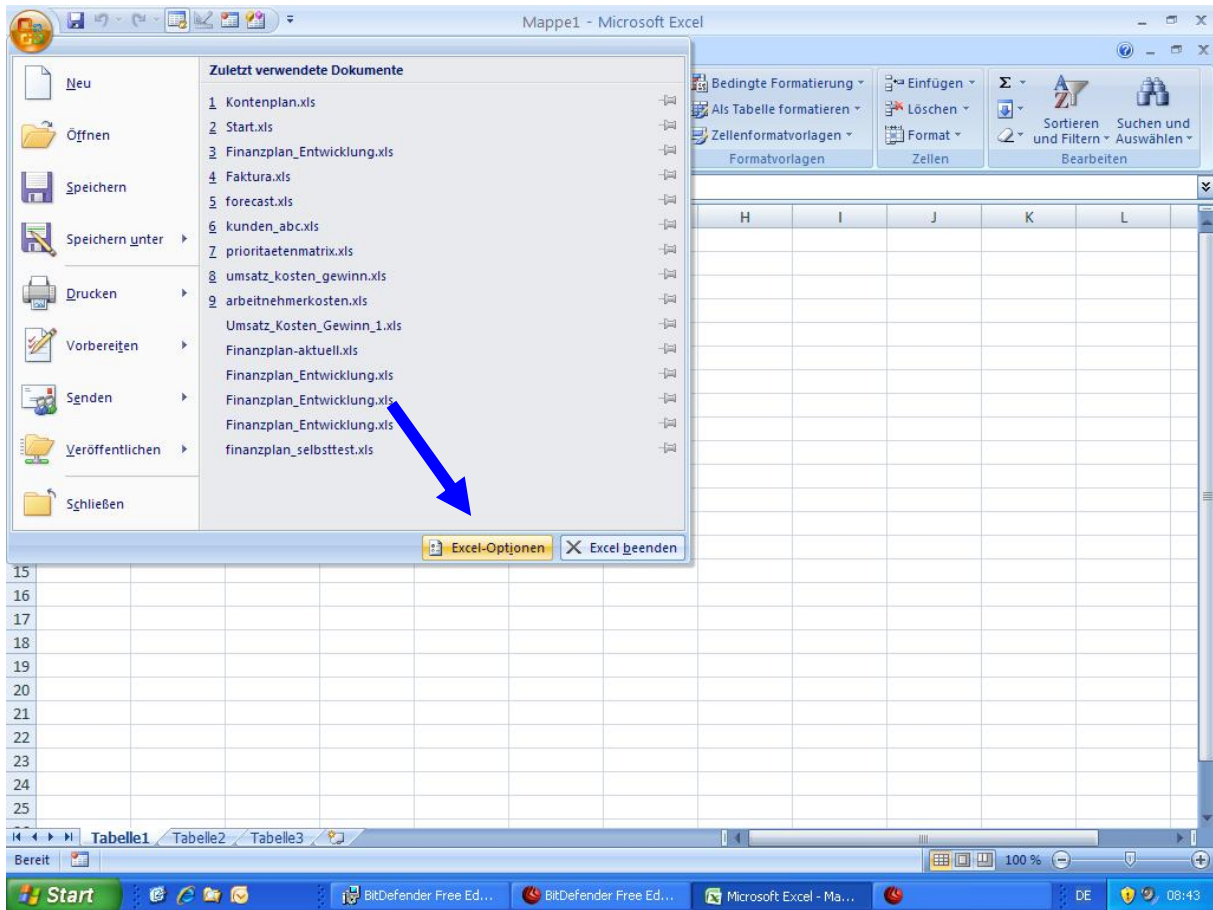 Mappe1 - Microsoft Excel
Neu
Öffnen
Speichern
Speichern unter
Drucken
Vorbereiten
Senden
Veröffentlichen
Schließen
Zuletzt verwendete Dokumente
1 Kontenplan.xls
2 Start.xls
3 Finanzplan_Entwicklung.xls
4 Faktura.xls
5 forecast.xls
6 kunden_abc.xls
7 prioritaetenmatrix.xls
8 umsatz_kosten_gewinn.xls
9 arbeitnehmerkosten.xls
Umsatz_Kosten_Gewinn_1.xls
Finanzplan-aktuell.xls
Finanzplan_Entwicklung.xls
Finanzplan_Entwicklung.xls
Finanzplan_Entwicklung.xls
finanzplan_selbsttest.xls
Excel-Optionen
Excel beenden
Bedingte Formatierung
Als Tabelle formatieren
Zellenformatvorlagen
Formatvorlagen
Einfügen
Löschen
Format
Zellen
Σ
Sortieren und Filtern
Suchen und Auswählen
Bearbeiten
H I J K L
15
16
17
18
19
20
21
22
23
24
25
Tabelle1 Tabelle2 Tabelle3
Bereit
100 %
Start
BitDefender Free Ed...
BitDefender Free Ed...
Microsoft Excel - Ma...
DE
08:43